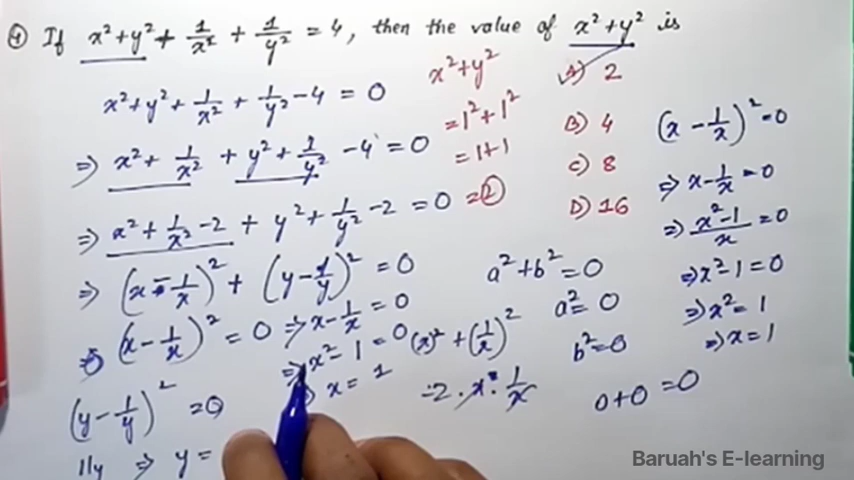 ④ If x²+y²+ 1/x² + 1/y² = 4, then the value of x²+y² is
x²+y²+ 1/x² + 1/y² -4 = 0
⇒ x²+ 1/x² + y²+ 1/y² -4 = 0
⇒ x²+ 1/x² -2 + y²+ 1/y² -2 = 0
⇒ (x- 1/x)² + (y- 1/y)² = 0
(x- 1/x)² = 0 ⇒ x- 1/x = 0
⇒ x²- 1 = 0
⇒ x = 1
(y- 1/y)² = 0
lly ⇒ y =
x²+y²
= 1²+1²
= 1+1
= 2
A) 2
B) 4
C) 8
D) 16
a²+b² = 0
a² = 0
b² = 0
0+0 = 0
(x)² + (1/x)²
-2 . x . 1/x
(x - 1/x)² = 0
⇒ x- 1/x = 0
⇒ x²-1/x = 0
⇒ x²-1 = 0
⇒ x² = 1
⇒ x = 1
Baruah's E-learning